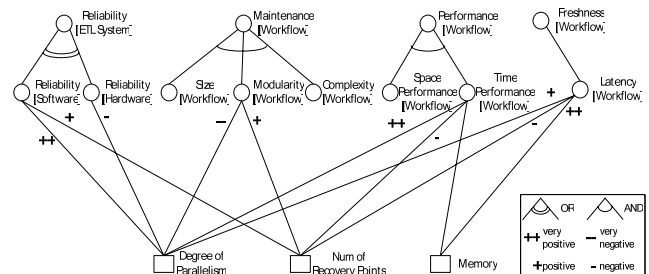 Reliability
[ETL System]
Maintenance
[Workflow]
Performance
[Workflow]
Freshness
[Workflow]
Reliability
[Software]
Reliability
[Hardware]
Size
[Workflow]
Modularity
[Workflow]
Complexity
[Workflow]
Space
Performance
[Workflow]
Time
Performance
[Workflow]
Latency
[Workflow]
++
+
-
--
+
++
-
+
-
++
Degree of
Parallelism
Num of
Recovery Points
Memory
OR
AND
++ very
positive
-- very
negative
+ positive
- negative